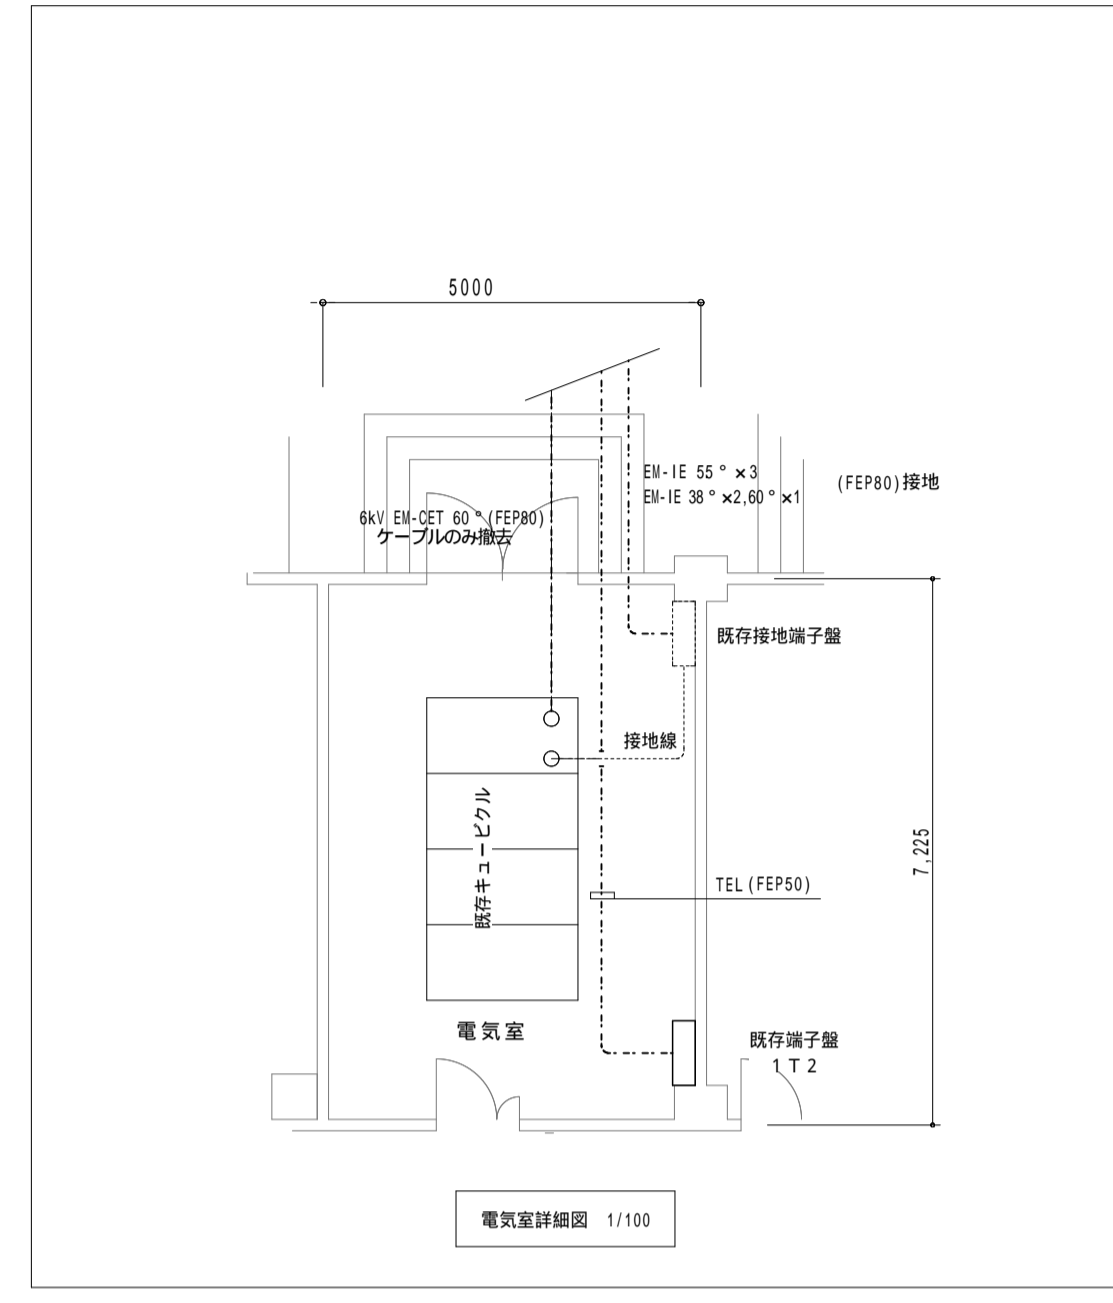 5000
EM-IE 55°×3
EM-IE 38°×2,60°×1
(FEP80)接地
6kV EM-CET 60°(FEP80)
ケーブルのみ撤去
既存接地端子盤
接地線
既存キュービクル
7,225
TEL(FEP50)
電気室
既存端子盤
1T2
電気室詳細図 1/100